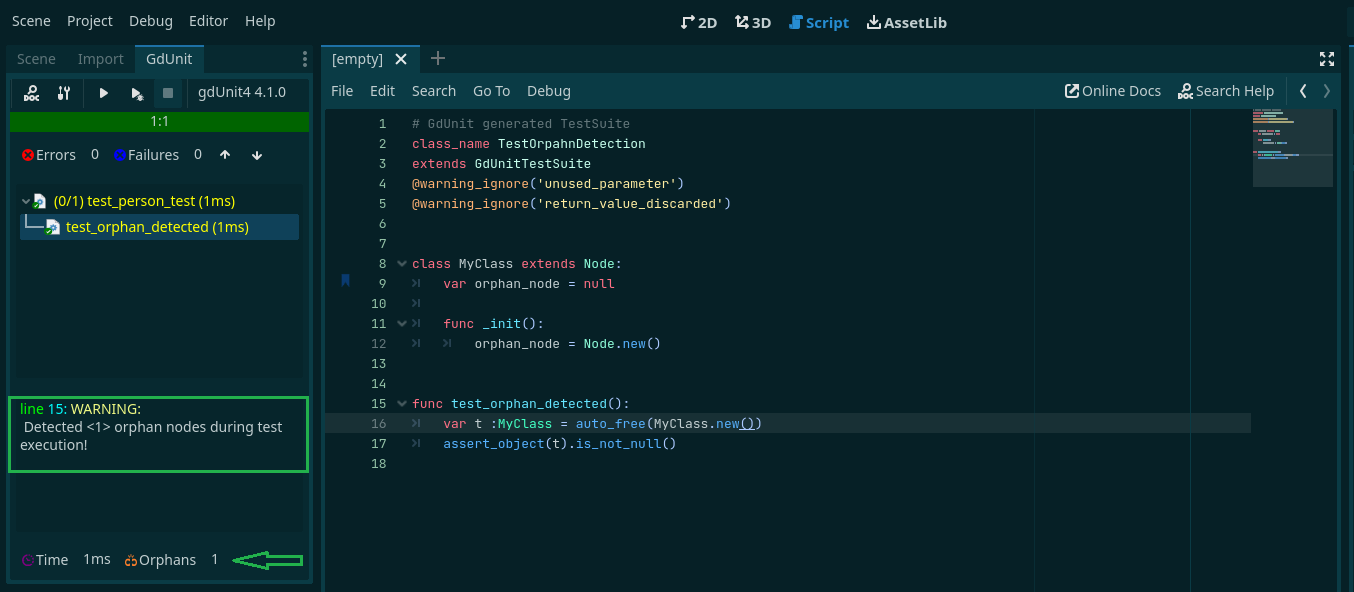 Scene Project Debug Editor Help
2D 3D Script AssetLib
Scene Import GdUnit
[empty]
gdUnit4 4.1.0
1:1
Errors 0 Failures 0
(0/1) test_person_test (1ms)
test_orphan_detected (1ms)
line 15: WARNING:
Detected <1> orphan nodes during test
execution!
Time 1ms Orphans 1
File Edit Search Go To Debug
Online Docs DOC Search Help
1 # GdUnit generated TestSuite
2 class_name TestOrpahnDetection
3 extends GdUnitTestSuite
4 @warning_ignore('unused_parameter')
5 @warning_ignore('return_value_discarded')
6
7
8 class MyClass extends Node:
9 var orphan_node = null
10
11 func _init():
12 orphan_node = Node.new()
13
14
15 func test_orphan_detected():
16 var t :MyClass = auto_free(MyClass.new())
17 assert_object(t).is_not_null()
18